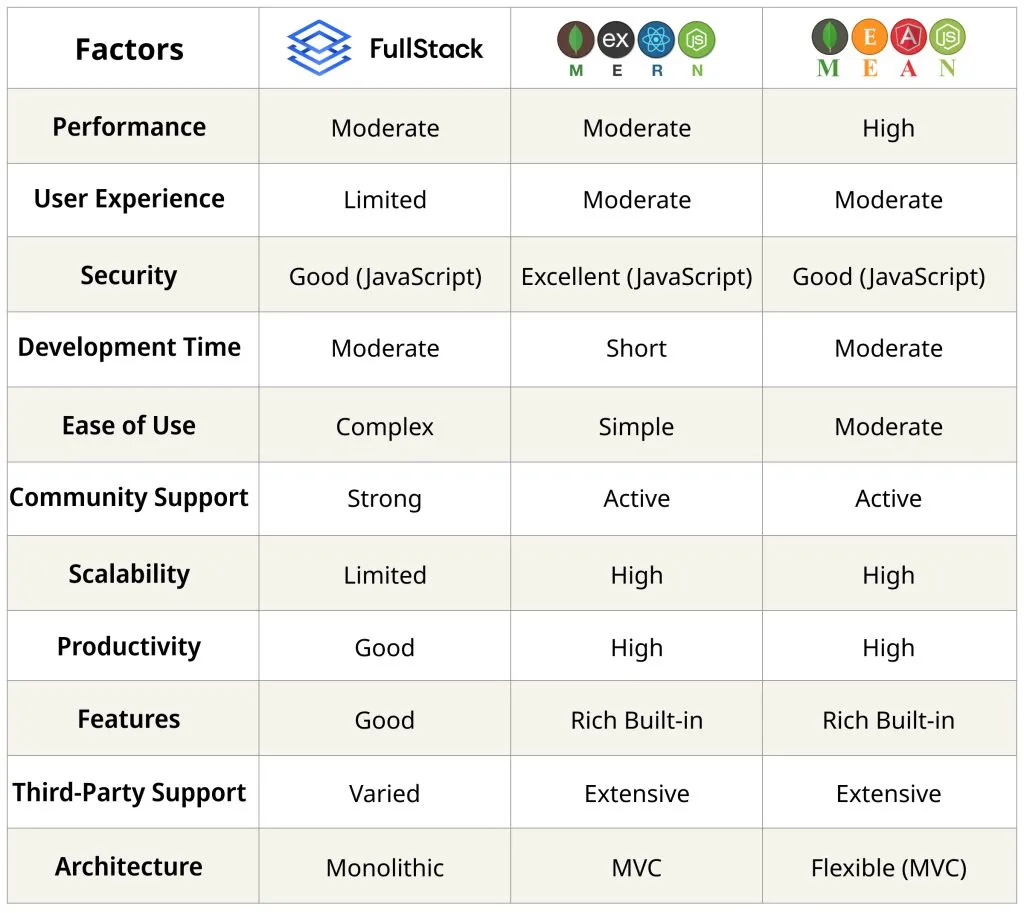 Factors FullStack ex JS E A JS
M E R N M E A N
Performance Moderate Moderate High
User Experience Limited Moderate Moderate
Security Good (JavaScript) Excellent (JavaScript) Good (JavaScript)
Development Time Moderate Short Moderate
Ease of Use Complex Simple Moderate
Community Support Strong Active Active
Scalability Limited High High
Productivity Good High High
Features Good Rich Built-in Rich Built-in
Third-Party Support Varied Extensive Extensive
Architecture Monolithic MVC Flexible (MVC)